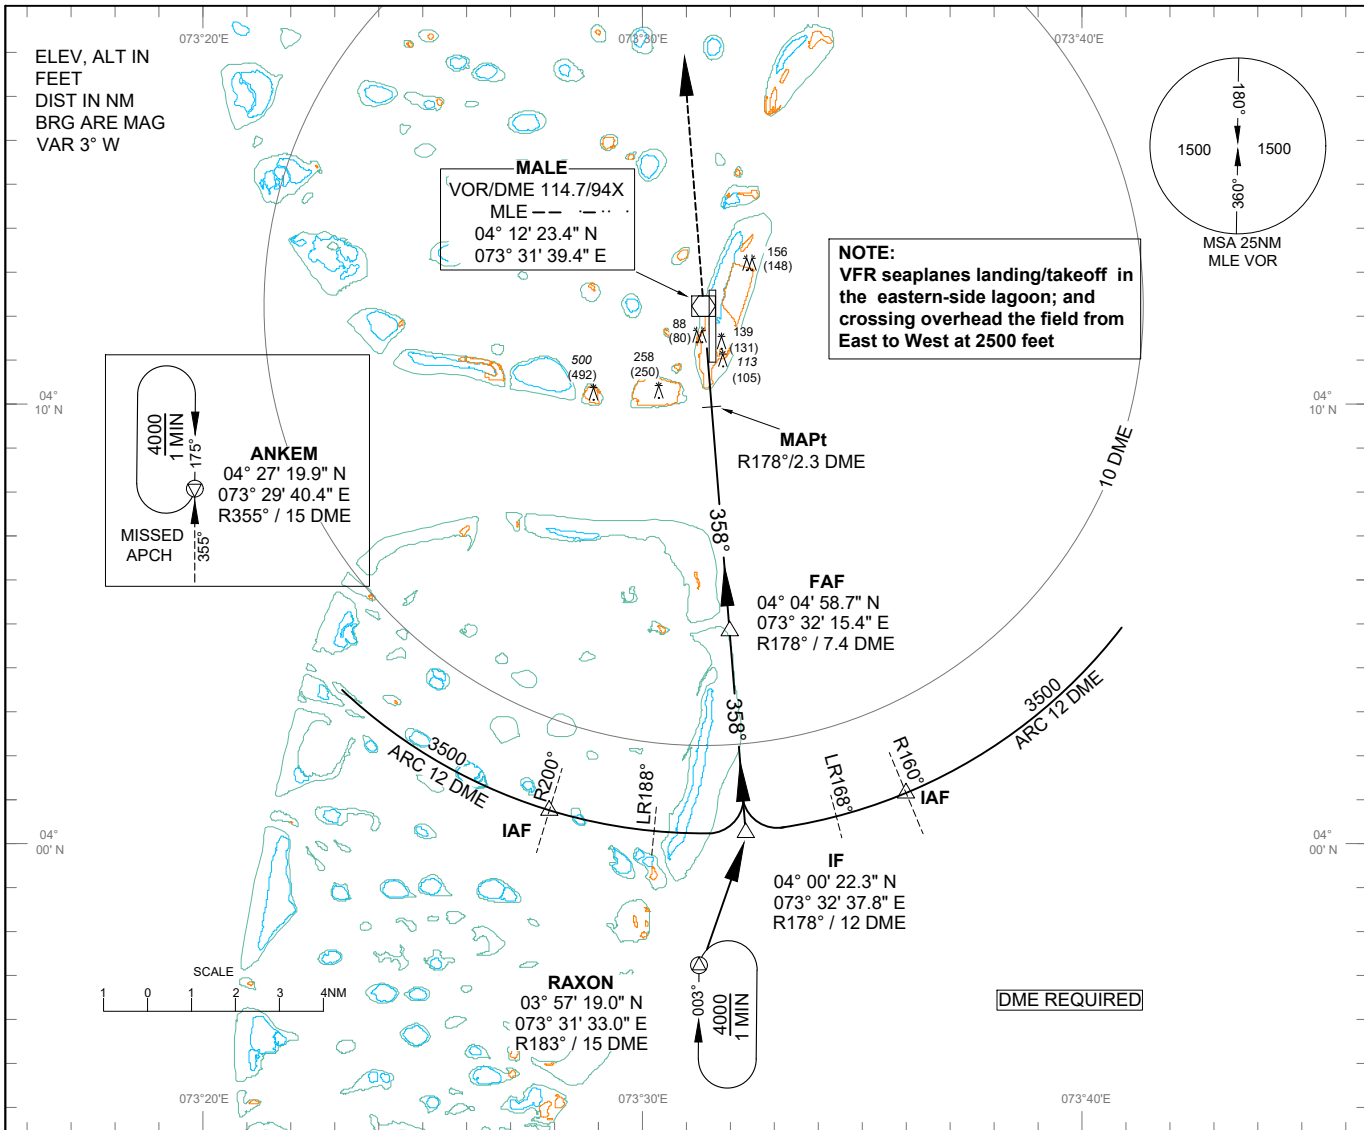 073° 20'E
073° 30'E
073° 40'E
ELEV, ALT IN
FEET
DIST IN NM
BRG ARE MAG
VAR 3° W
180°
1500
1500
360°
MSA 25NM
MLE VOR
MALE
VOR/DME 114.7/94X
MLE
04° 12' 23.4" N
073° 31' 39.4" E
156
(148)
NOTE:
VFR seaplanes landing/takeoff in
the eastern-side lagoon; and
crossing overhead the field from
East to West at 2500 feet
88
(80)
139
(131)
113
(105)
500
(492)
258
(250)
04°
10' N
04°
10' N
MAPt
R178°/2.3 DME
10 DME
4000
1 MIN
175°
ANKEM
04° 27' 19.9" N
073° 29' 40.4" E
R355° / 15 DME
MISSED
APCH
355°
358°
FAF
04° 04' 58.7" N
073° 32' 15.4" E
R178° / 7.4 DME
358°
3500
ARC 12 DME
3500
ARC 12 DME
R200°
IAF
LR188°
LR168°
R160°
IAF
04°
00' N
04°
00' N
IF
04° 00' 22.3" N
073° 32' 37.8" E
R178° / 12 DME
SCALE
1 0 1 2 3 4NM
RAXON
03° 57' 19.0" N
073° 31' 33.0" E
R183° / 15 DME
003°
4000
1 MIN
DME REQUIRED
073° 20'E
073° 30'E
073° 40'E